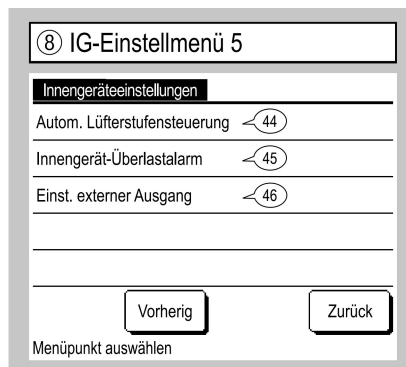 ⑧ IG-Einstellmenü 5
Innengeräteeinstellungen
Autom. Lüfterstufensteuerung 44
Innengerät-Überlastalarm 45
Einst. externer Ausgang 46
Vorherig Zurück
Menüpunkt auswählen